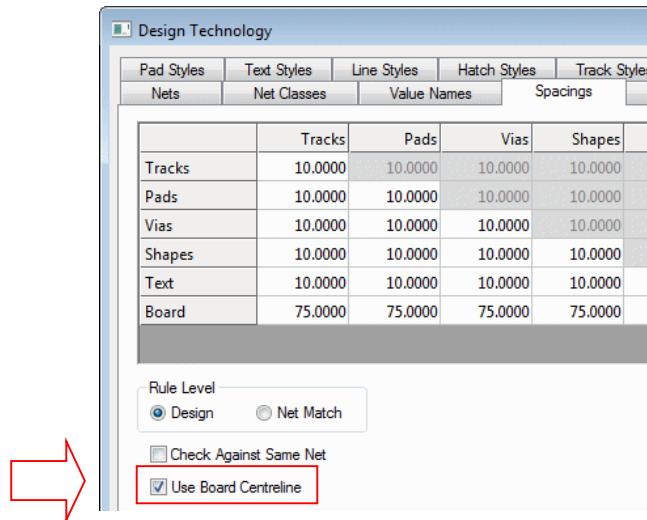 Design Technology
Pad Styles Text Styles Line Styles Hatch Styles Track Styles
Nets Net Classes Value Names Spacings
Tracks Pads Vias Shapes
Tracks 10.0000 10.0000 10.0000 10.0000
Pads 10.0000 10.0000 10.0000 10.0000
Vias 10.0000 10.0000 10.0000 10.0000
Shapes 10.0000 10.0000 10.0000 10.0000
Text 10.0000 10.0000 10.0000 10.0000
Board 75.0000 75.0000 75.0000 75.0000
Rule Level
Design Net Match
Check Against Same Net
Use Board Centreline